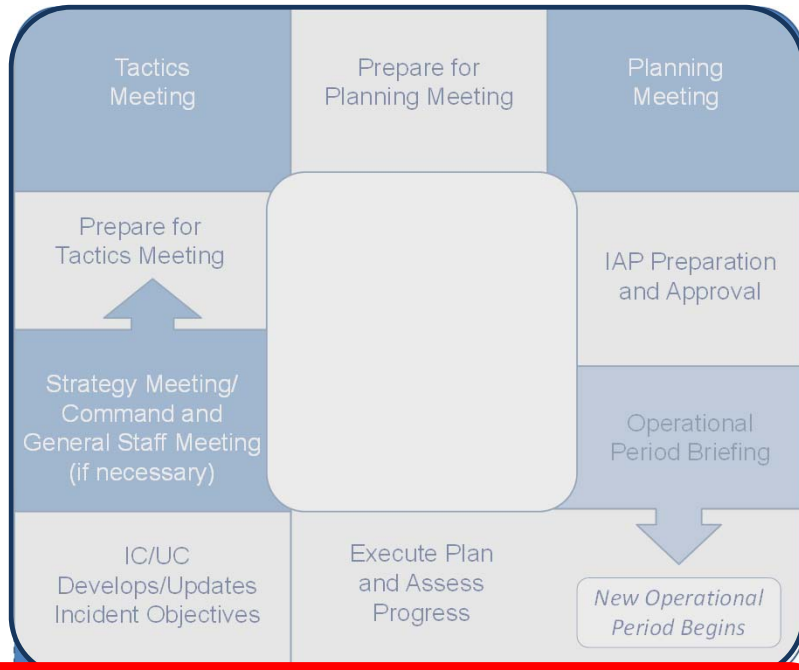 Tactics
Meeting
Prepare for
Planning Meeting
Planning
Meeting
Prepare for
Tactics Meeting
IAP Preparation
and Approval
Strategy Meeting/
Command and
General Staff Meeting
(if necessary)
Operational
Period Briefing
IC/UC
Develops/Updates
Incident Objectives
Execute Plan
and Assess
Progress
New Operational
Period Begins